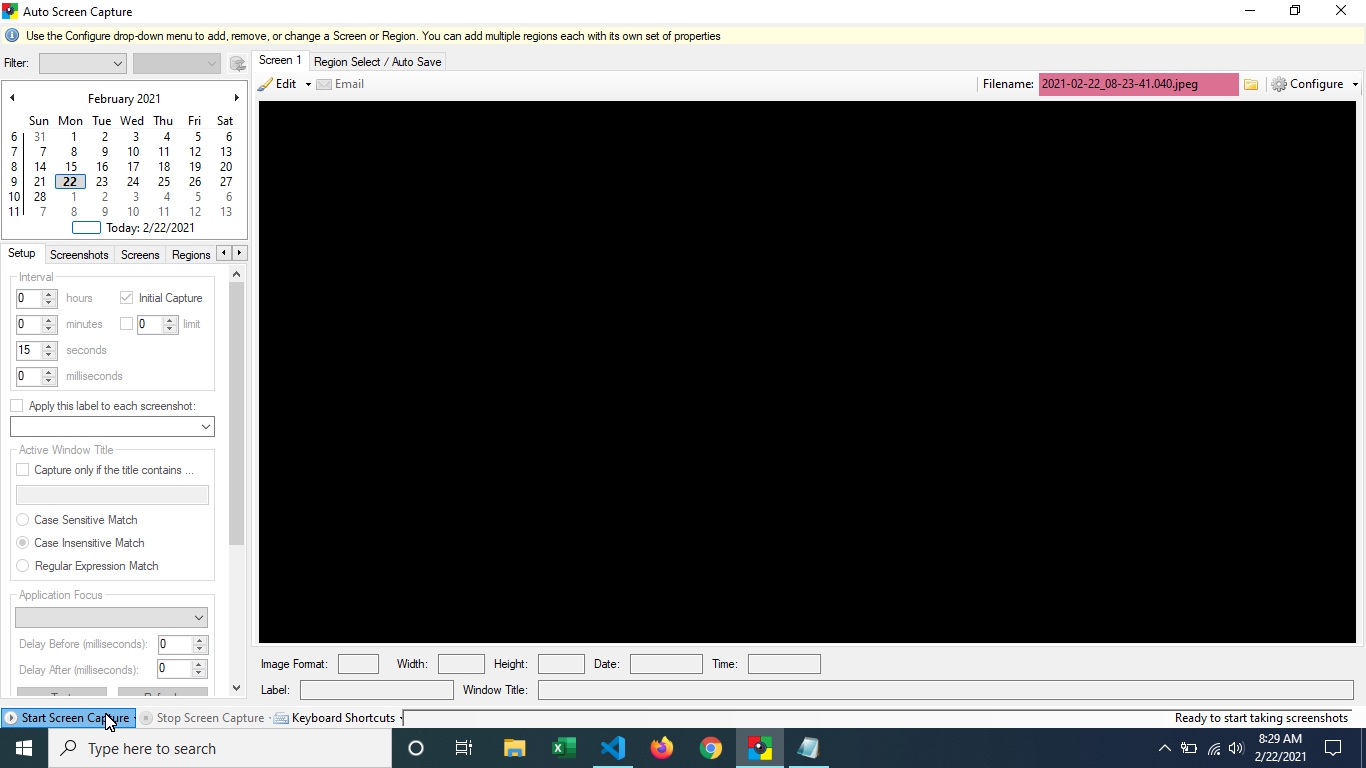 Auto Screen Capture
Use the Configure drop-down menu to add, remove, or change a Screen or Region. You can add multiple regions each with its own set of properties
Filter:
Screen 1
Region Select / Auto Save
Edit
Email
Filename:
2021-02-22_08-23-41.040.jpeg
Configure
February 2021
Sun Mon Tue Wed Thu Fri Sat
6 31 1 2 3 4 5 6
7 7 8 9 10 11 12 13
8 14 15 16 17 18 19 20
9 21 22 23 24 25 26 27
10 28 1 2 3 4 5 6
11 7 8 9 10 11 12 13
Today: 2/22/2021
Setup
Screenshots
Screens
Regions
Interval
0 hours
Initial Capture
0 minutes
0 limit
15 seconds
0 milliseconds
Apply this label to each screenshot:
Active Window Title
Capture only if the title contains ...
Case Sensitive Match
Case Insensitive Match
Regular Expression Match
Application Focus
Delay Before (milliseconds): 0
Delay After (milliseconds): 0
Image Format:
Width:
Height:
Date:
Time:
Label:
Window Title:
Start Screen Capture
Stop Screen Capture
Keyboard Shortcuts
Ready to start taking screenshots
Type here to search
8:29 AM
2/22/2021